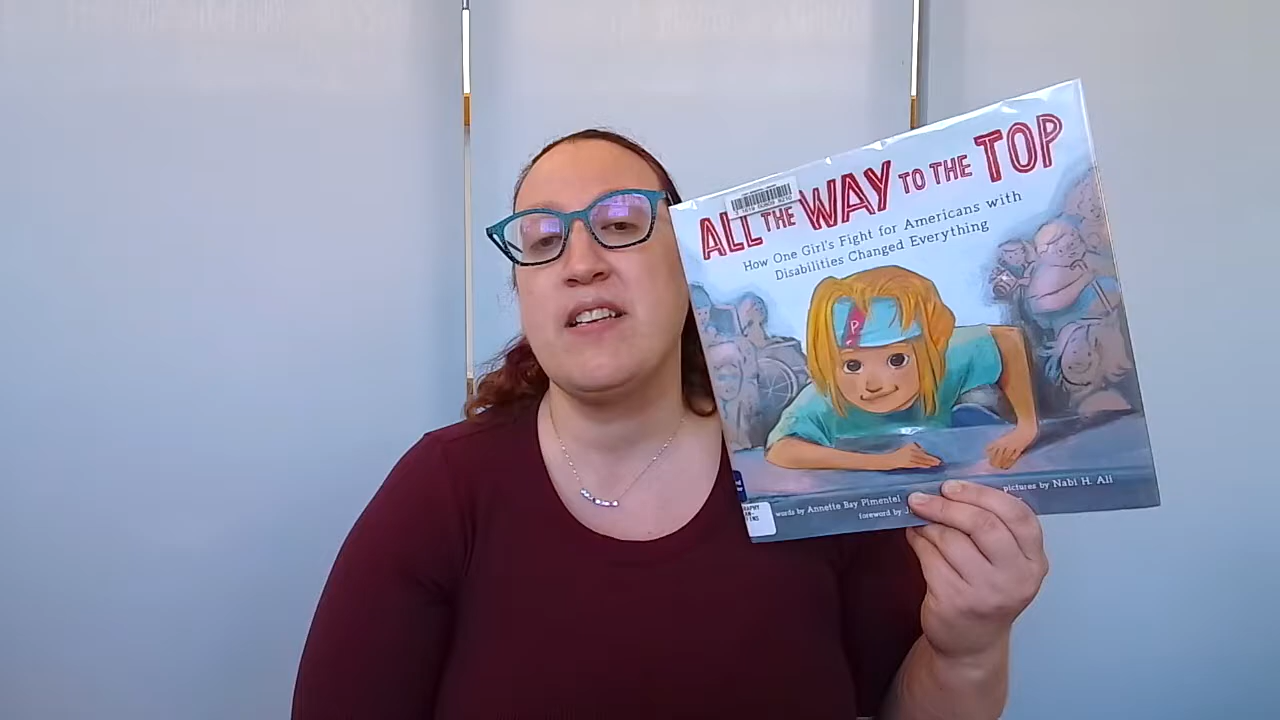 ALL THE WAY TO THE TOP
How One Girl's Fight for Americans with
Disabilities Changed Everything
P
words by Annette Bay Pimentel
pictures by Nabi H. Ali
foreword by